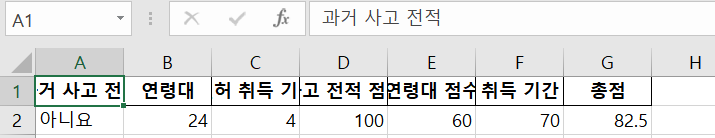 A1 fx 과거 사고 전적
A B C D E F G H
1 거 사고 전 연령대 허 취득 기 고 전적 점 연령대 점수 취득 기간 총점
2 아니요 24 4 100 60 70 82.5